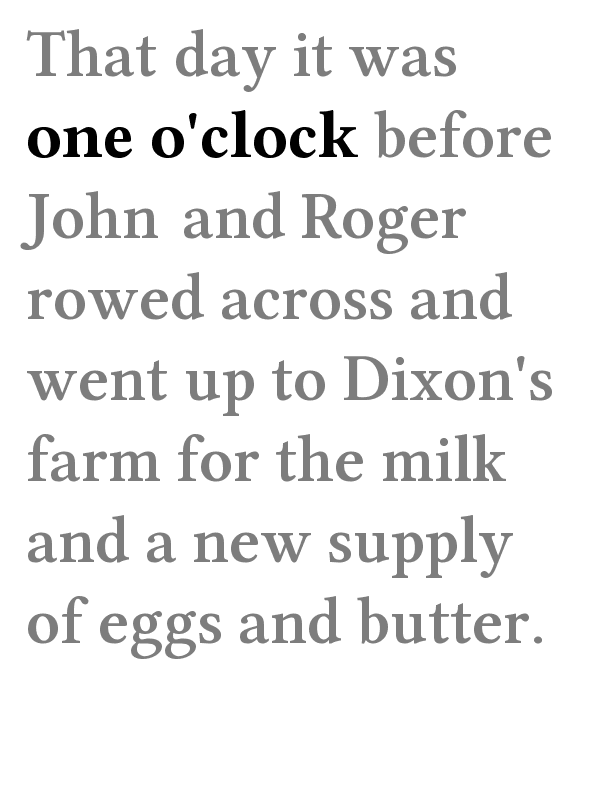 That day it was
one o'clock before
John and Roger
rowed across and
went up to Dixon's
farm for the milk
and a new supply
of eggs and butter.